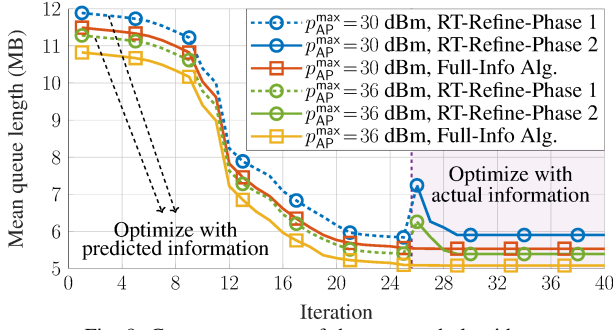 12
11
10
9
8
7
6
5
Mean queue length (MB)
p_AP^max = 30 dBm, RT-Refine-Phase 1
p_AP^max = 30 dBm, RT-Refine-Phase 2
p_AP^max = 30 dBm, Full-Info Alg.
p_AP^max = 36 dBm, RT-Refine-Phase 1
p_AP^max = 36 dBm, RT-Refine-Phase 2
p_AP^max = 36 dBm, Full-Info Alg.
Optimize with
actual information
Optimize with
predicted information
1 4 8 12 16 20 24 28 32 36 40
Iteration